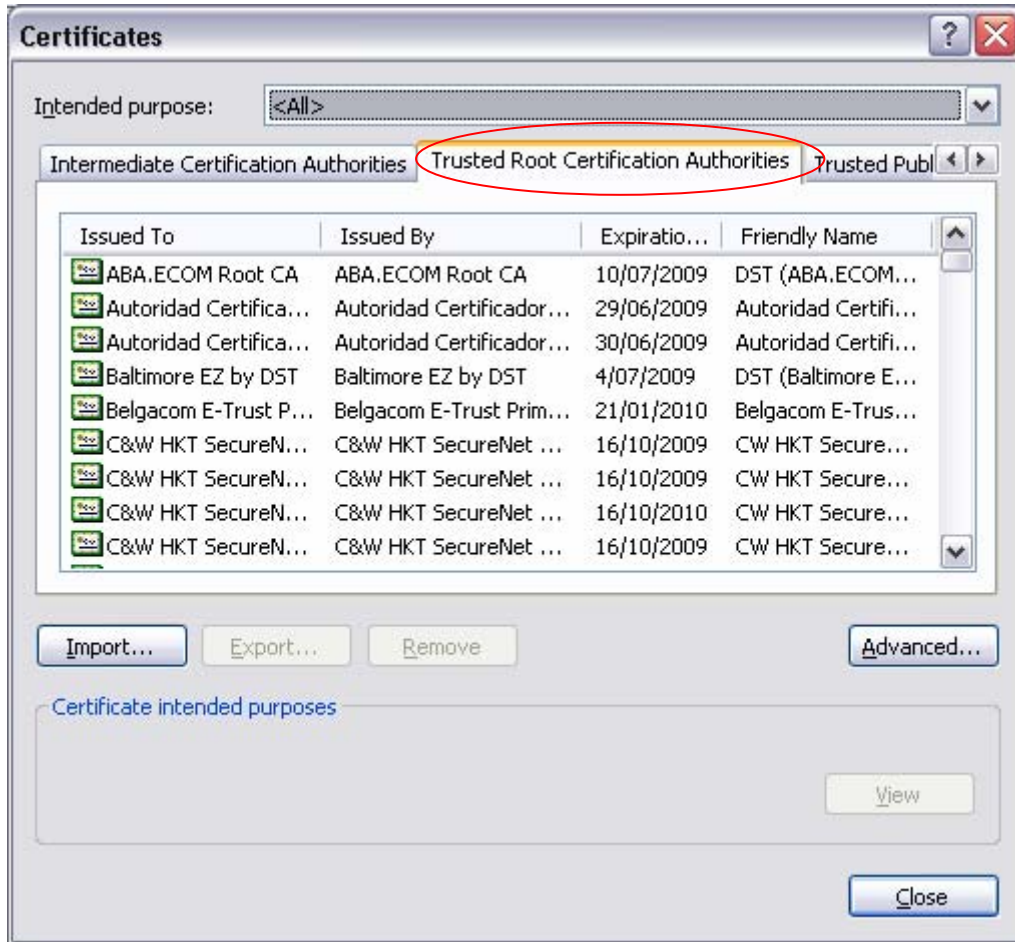 Certificates
Intended purpose: <All>
Intermediate Certification Authorities Trusted Root Certification Authorities Trusted Publ
Issued To Issued By Expiratio... Friendly Name
ABA.ECOM Root CA ABA.ECOM Root CA 10/07/2009 DST (ABA.ECOM...
Autoridad Certifica... Autoridad Certificador... 29/06/2009 Autoridad Certifi...
Autoridad Certifica... Autoridad Certificador... 30/06/2009 Autoridad Certifi...
Baltimore EZ by DST Baltimore EZ by DST 4/07/2009 DST (Baltimore E...
Belgacom E-Trust P... Belgacom E-Trust Prim... 21/01/2010 Belgacom E-Trus...
C&W HKT SecureN... C&W HKT SecureNet ... 16/10/2009 CW HKT Secure...
C&W HKT SecureN... C&W HKT SecureNet ... 16/10/2009 CW HKT Secure...
C&W HKT SecureN... C&W HKT SecureNet ... 16/10/2010 CW HKT Secure...
C&W HKT SecureN... C&W HKT SecureNet ... 16/10/2009 CW HKT Secure...
Import... Export... Remove Advanced...
Certificate intended purposes
View
Close